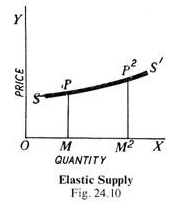 Y
PRICE
S
P
P²
S'
O
M
M²
X
QUANTITY
Elastic Supply
Fig. 24.10